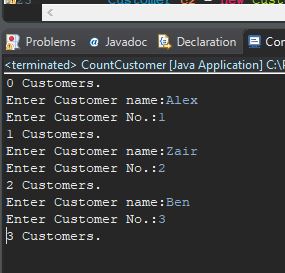 Customer c2 = new Cust
Problems @ Javadoc Declaration Con
<terminated> CountCustomer [Java Application] C:\
0 Customers.
Enter Customer name:Alex
Enter Customer No.:1
1 Customers.
Enter Customer name:Zair
Enter Customer No.:2
2 Customers.
Enter Customer name:Ben
Enter Customer No.:3
3 Customers.